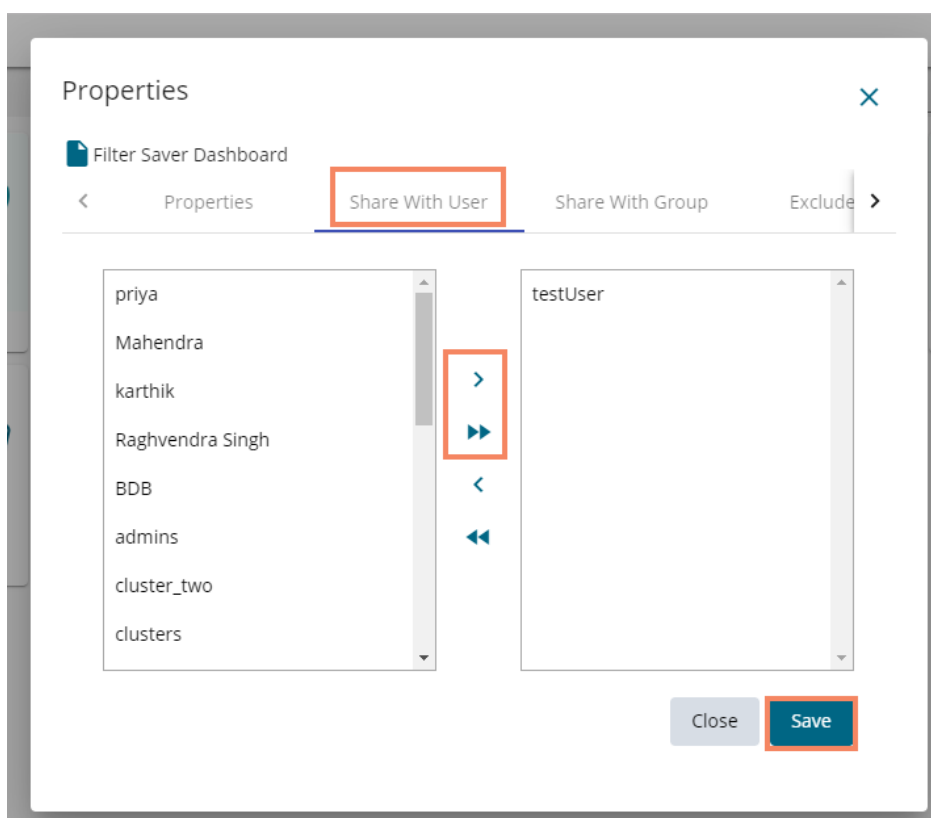 Properties
Filter Saver Dashboard
Properties Share With User Share With Group Exclude
priya
Mahendra
karthik
Raghvendra Singh
BDB
admins
cluster_two
clusters
testUser
Close Save